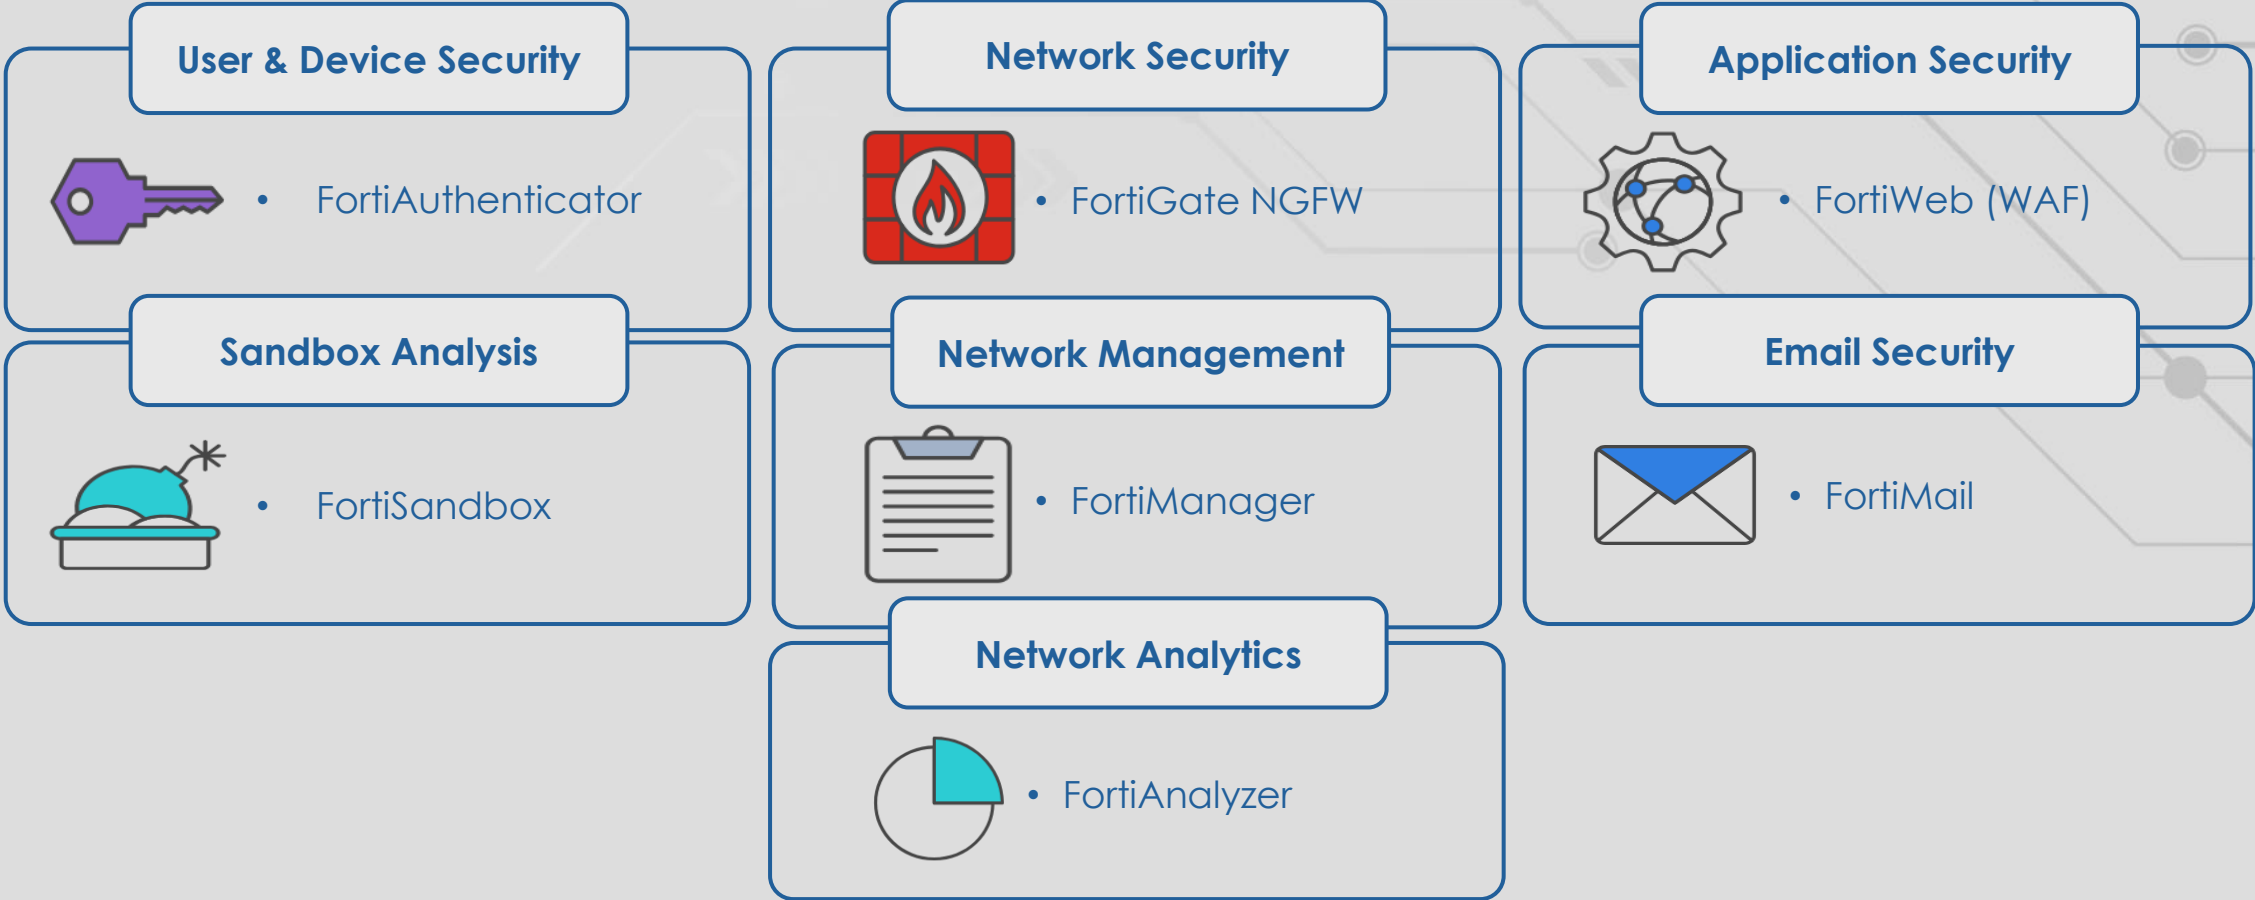 User & Device Security
• FortiAuthenticator
Network Security
• FortiGate NGFW
Application Security
• FortiWeb (WAF)
Sandbox Analysis
• FortiSandbox
Network Management
• FortiManager
Email Security
• FortiMail
Network Analytics
• FortiAnalyzer